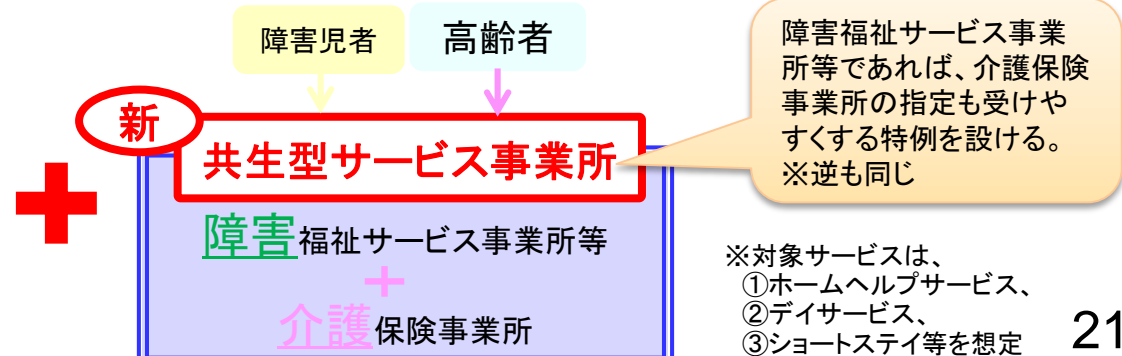 障害児者
高齢者
新
共生型サービス事業所
障害福祉サービス事業所等
+
介護保険事業所
障害福祉サービス事業
所等であれば、介護保険
事業所の指定も受けや
すくする特例を設ける。
※逆も同じ
※対象サービスは、
①ホームヘルプサービス、
②デイサービス、
③ショートステイ等を想定
21